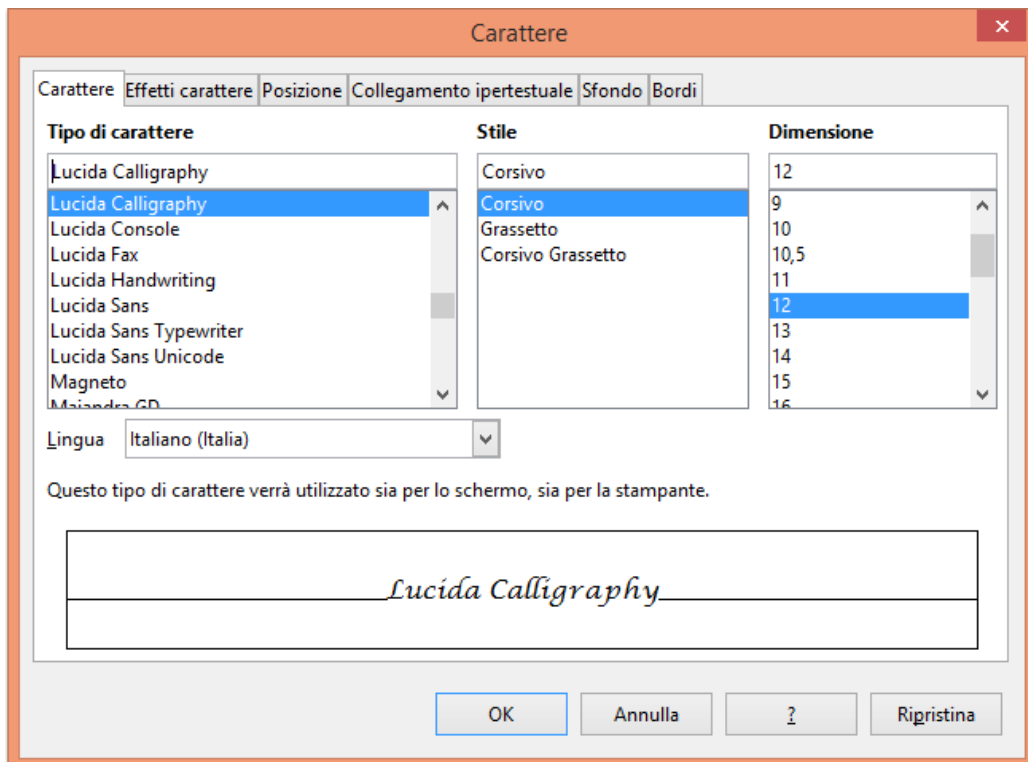 Carattere
Carattere Effetti carattere Posizione Collegamento ipertestuale Sfondo Bordi
Tipo di carattere
Lucida Calligraphy
Lucida Calligraphy
Lucida Console
Lucida Fax
Lucida Handwriting
Lucida Sans
Lucida Sans Typewriter
Lucida Sans Unicode
Magneto
Maiandra GD
Stile
Corsivo
Corsivo
Grassetto
Corsivo Grassetto
Dimensione
12
9
10
10,5
11
12
13
14
15
16
Lingua Italiano (Italia)
Questo tipo di carattere verrà utilizzato sia per lo schermo, sia per la stampante.
Lucida Calligraphy
OK Annulla ? Ripristina